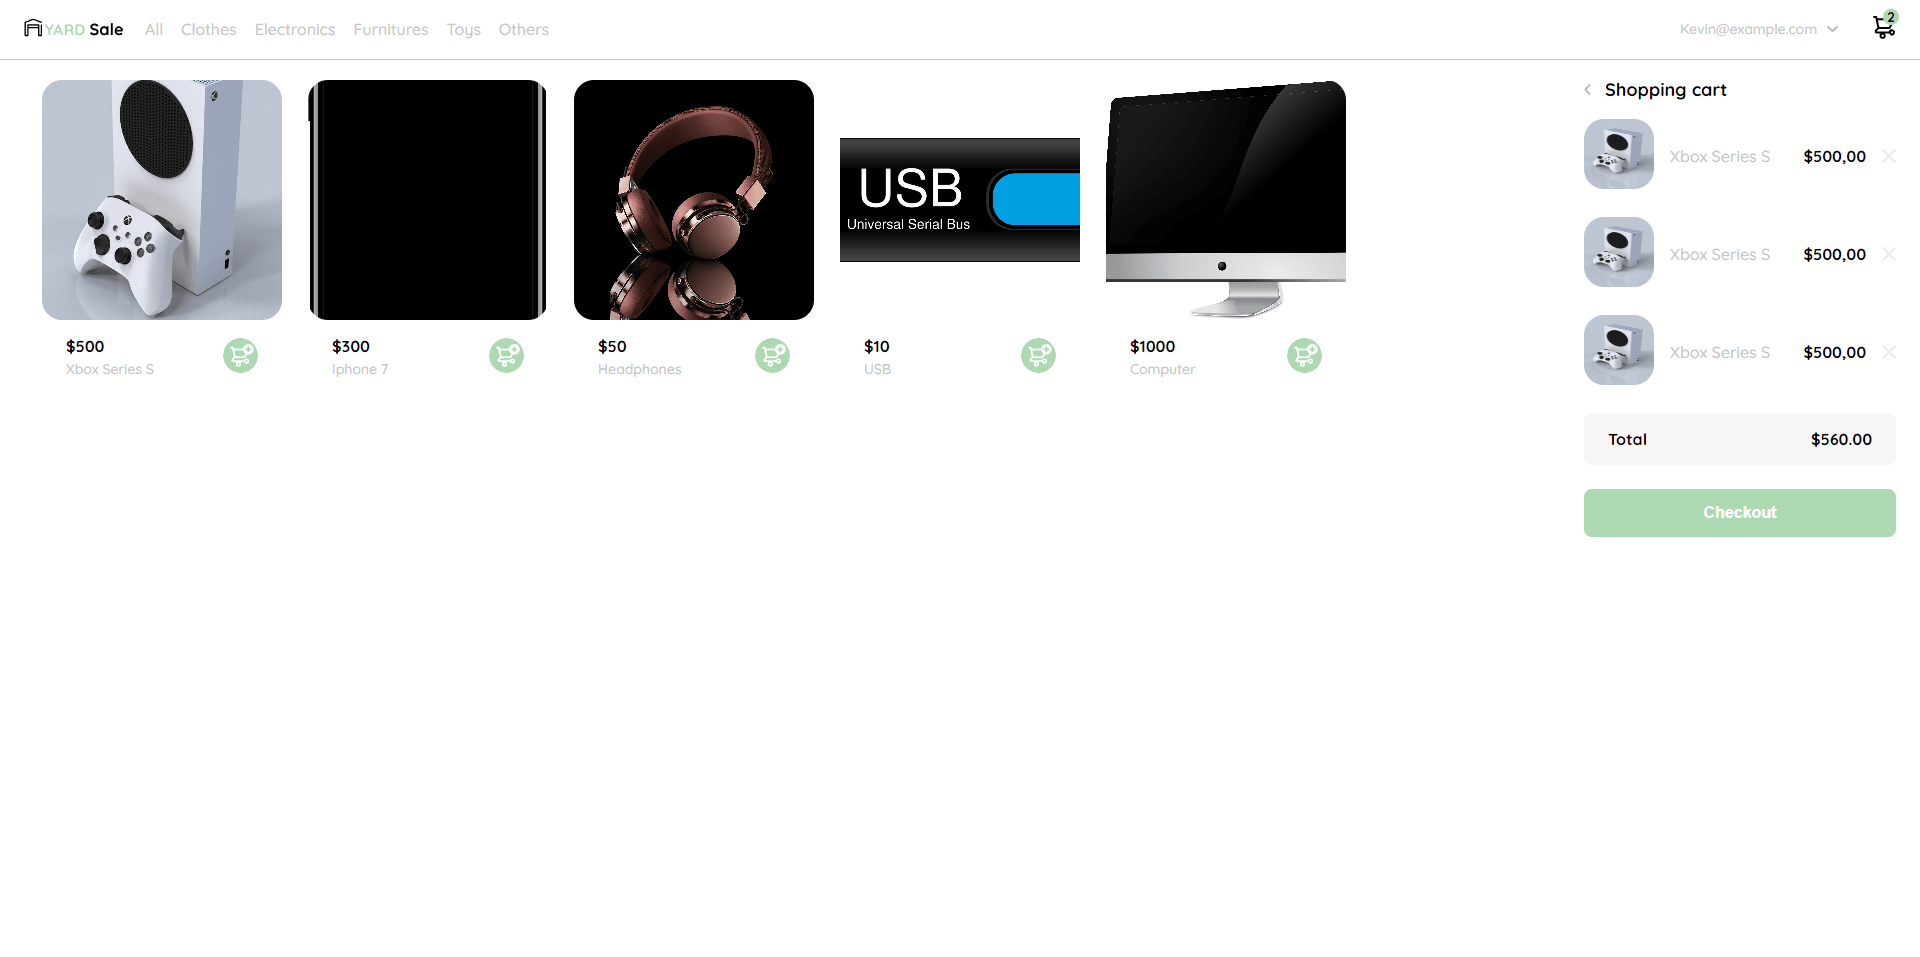 YARD Sale All Clothes Electronics Furnitures Toys Others Kevin@example.com 2
USB
Universal Serial Bus
$500
Xbox Series S
$300
Iphone 7
$50
Headphones
$10
USB
$1000
Computer
Shopping cart
Xbox Series S $500,00
Xbox Series S $500,00
Xbox Series S $500,00
Total $560.00
Checkout